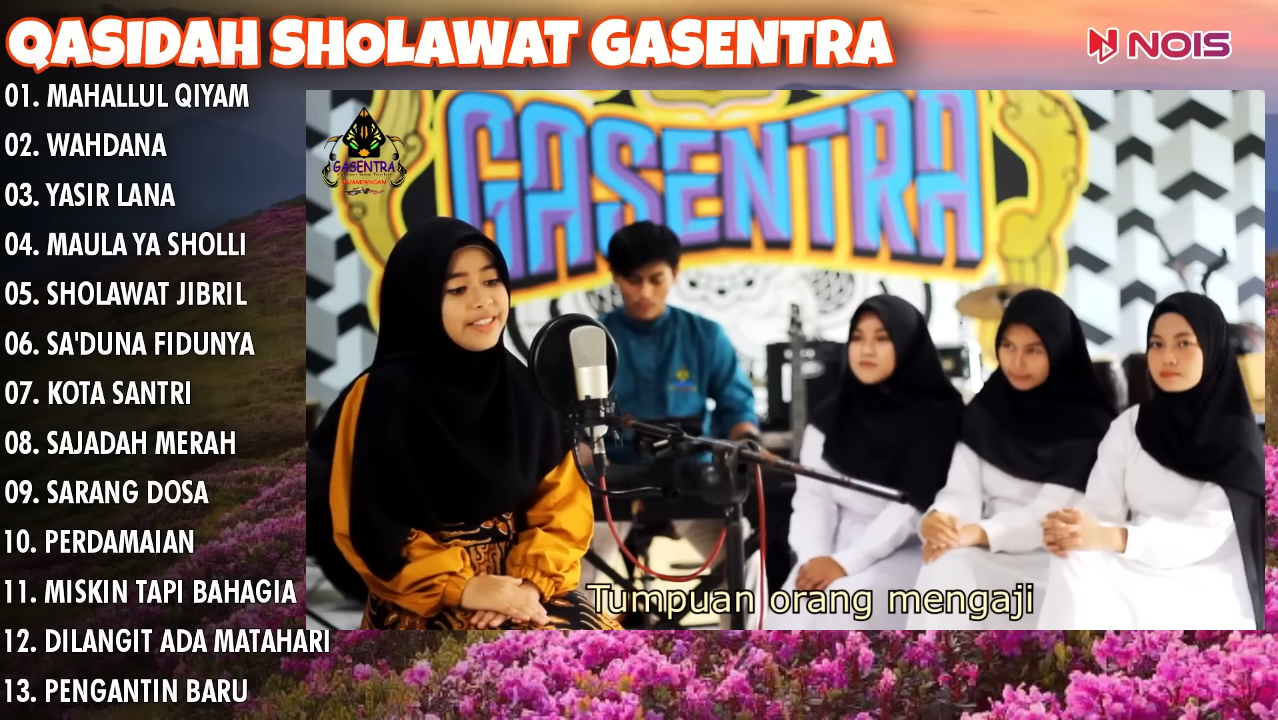 QASIDAH SHOLAWAT GASENTRA
NOIS
01. MAHALLUL QIYAM
02. WAHDANA
03. YASIR LANA
04. MAULA YA SHOLLI
05. SHOLAWAT JIBRIL
06. SA'DUNA FIDUNYA
07. KOTA SANTRI
08. SAJADAH MERAH
09. SARANG DOSA
10. PERDAMAIAN
11. MISKIN TAPI BAHAGIA
12. DILANGIT ADA MATAHARI
13. PENGANTIN BARU
GASENTRA
GASENTRA
PAJAMPANGAN
Tumpuan orang mengaji